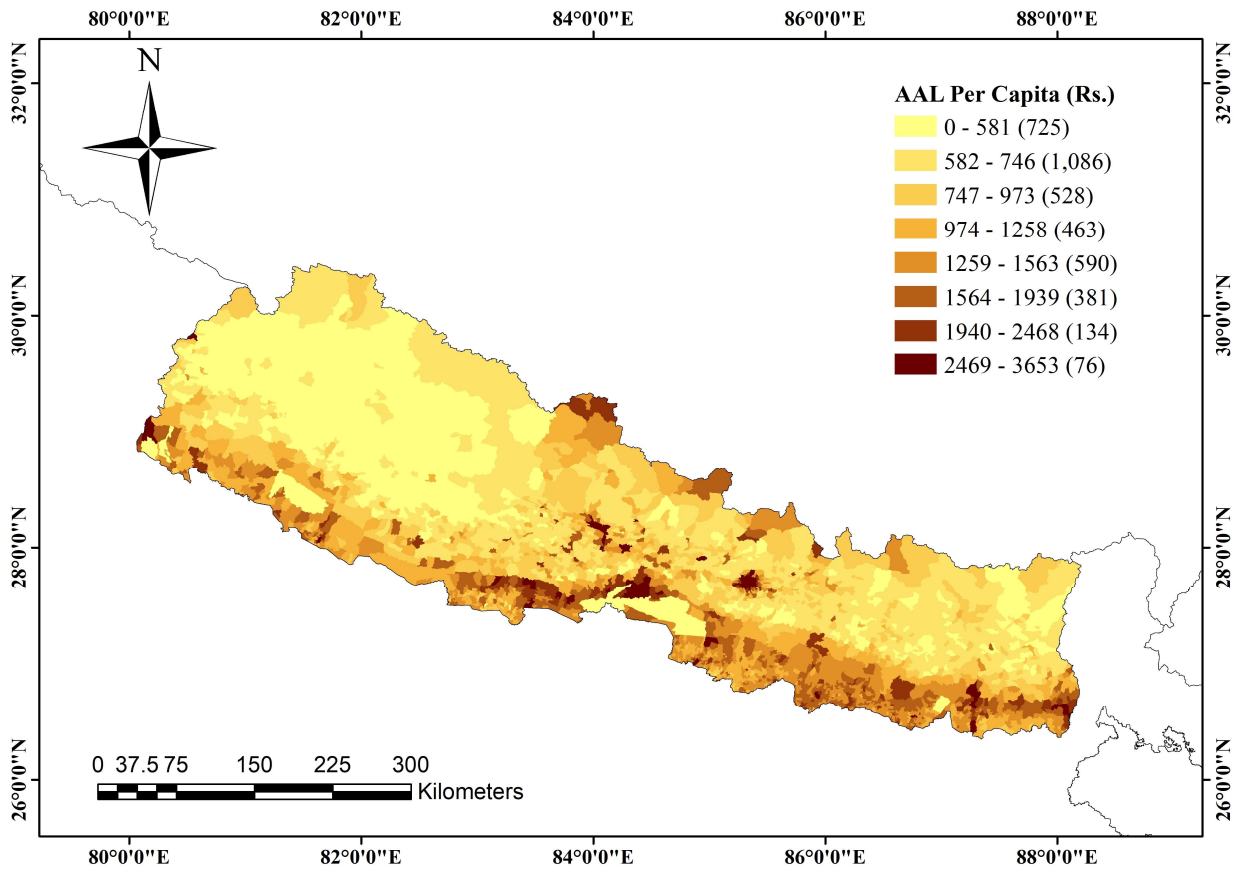 80°0'0"E 82°0'0"E 84°0'0"E 86°0'0"E 88°0'0"E
32°0'0"N 32°0'0"N
N
AAL Per Capita (Rs.)
0 - 581 (725)
582 - 746 (1,086)
747 - 973 (528)
974 - 1258 (463)
1259 - 1563 (590)
1564 - 1939 (381)
1940 - 2468 (134)
2469 - 3653 (76)
30°0'0"N 30°0'0"N
28°0'0"N 28°0'0"N
0 37.5 75 150 225 300
Kilometers
26°0'0"N 26°0'0"N
80°0'0"E 82°0'0"E 84°0'0"E 86°0'0"E 88°0'0"E